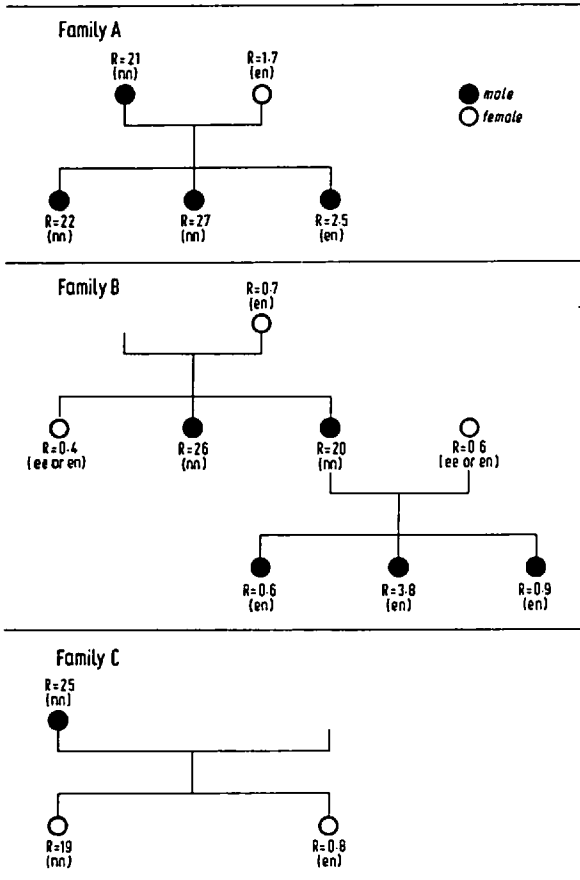 Family A
R=21
(nn)
R=1·7
(en)
male
female
R=22
(nn)
R=27
(nn)
R=2·5
(en)
Family B
R=0·7
(en)
R=0·4
(ee or en)
R=26
(nn)
R=20
(nn)
R=0 6
(ee or en)
R=0·6
(en)
R=3·8
(en)
R=0·9
(en)
Family C
R=25
(nn)
R=19
(nn)
R=0·8
(en)